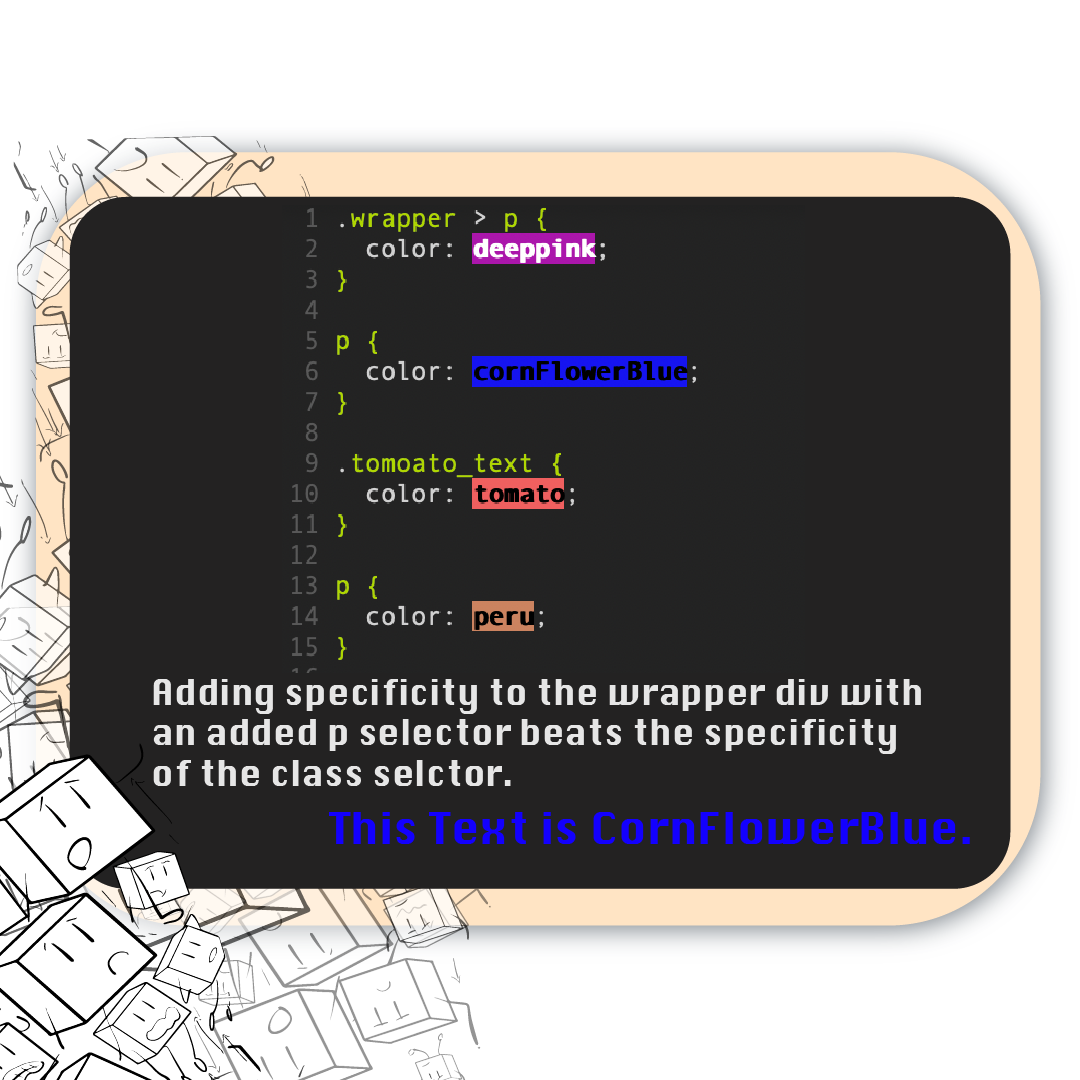 1 .wrapper > p {
2 color: deeppink;
3 }
4
5 p {
6 color: cornFlowerBlue;
7 }
8
9 .tomoato_text {
10 color: tomato;
11 }
12
13 p {
14 color: peru;
15 }
Adding specificity to the wrapper div with
an added p selector beats the specificity
of the class selctor.
This Text is CornFlowerBlue.